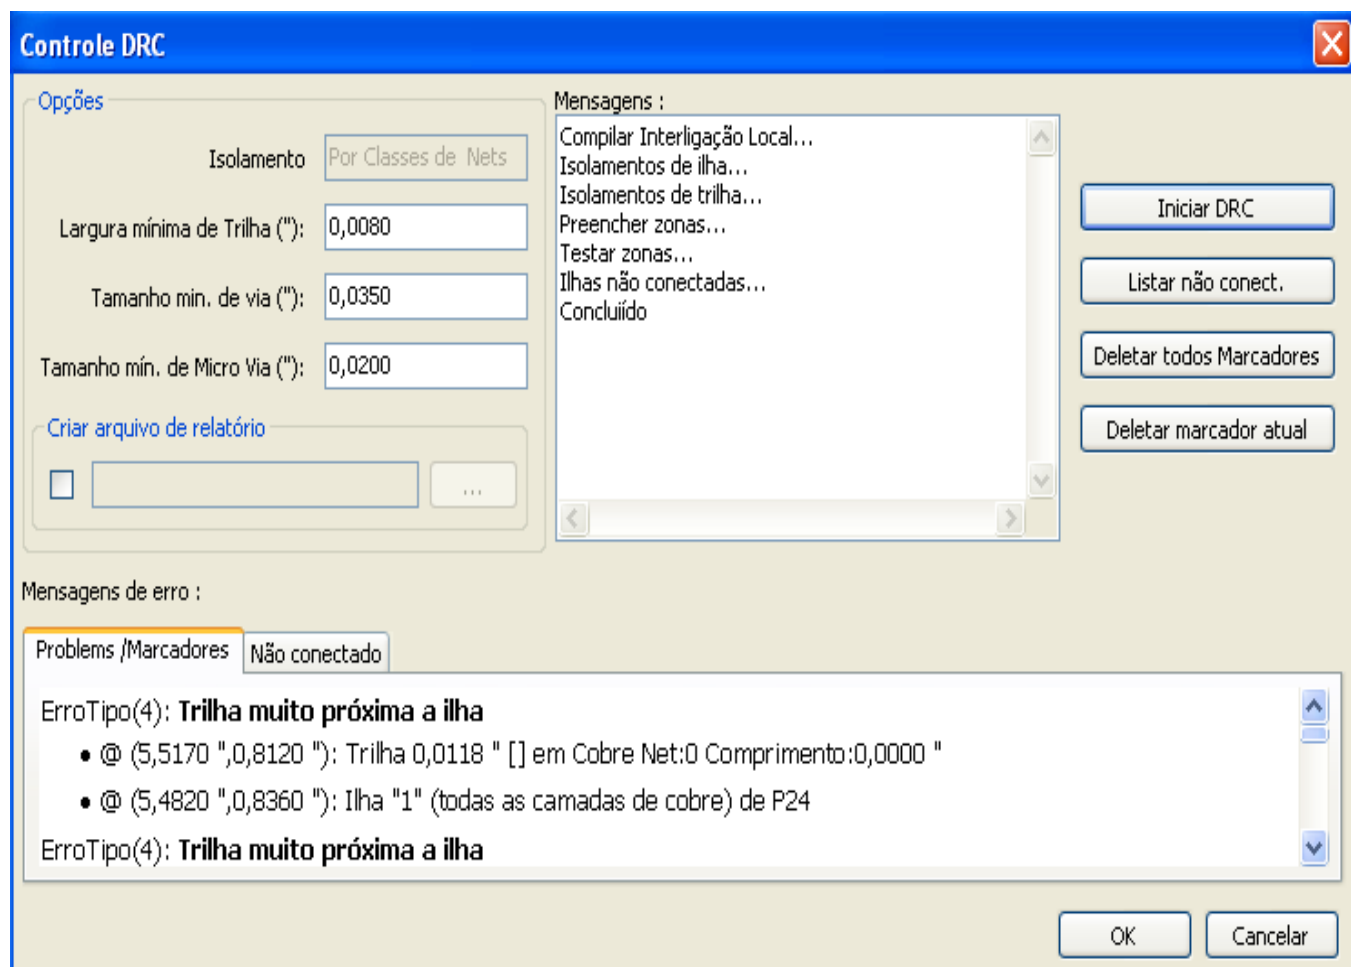 Controle DRC
Opções
Isolamento
Por Classes de Nets
Largura mínima de Trilha ("):
0,0080
Tamanho min. de via ("):
0,0350
Tamanho mín. de Micro Via ("):
0,0200
Criar arquivo de relatório
...
Mensagens :
Compilar Interligação Local...
Isolamentos de ilha...
Isolamentos de trilha...
Preencher zonas...
Testar zonas...
Ilhas não conectadas...
Concluiído
Iniciar DRC
Listar não conect.
Deletar todos Marcadores
Deletar marcador atual
Mensagens de erro :
Problems /Marcadores
Não conectado
ErroTipo(4): Trilha muito próxima a ilha
• @ (5,5170 ",0,8120 "): Trilha 0,0118 " [] em Cobre Net:0 Comprimento:0,0000 "
• @ (5,4820 ",0,8360 "): Ilha "1" (todas as camadas de cobre) de P24
ErroTipo(4): Trilha muito próxima a ilha
OK
Cancelar